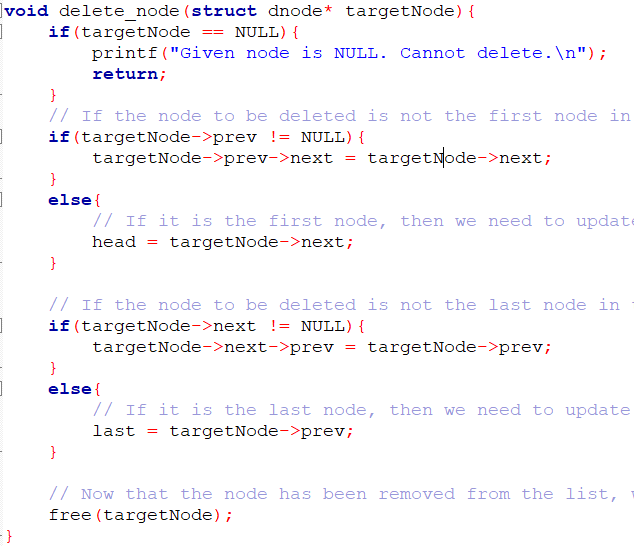 void delete_node(struct dnode* targetNode){
    if(targetNode == NULL){
        printf("Given node is NULL. Cannot delete.\n");
        return;
    }
    // If the node to be deleted is not the first node in
    if(targetNode->prev != NULL){
        targetNode->prev->next = targetNode->next;
    }
    else{
        // If it is the first node, then we need to update
        head = targetNode->next;
    }

    // If the node to be deleted is not the last node in
    if(targetNode->next != NULL){
        targetNode->next->prev = targetNode->prev;
    }
    else{
        // If it is the last node, then we need to update
        last = targetNode->prev;
    }

    // Now that the node has been removed from the list,
    free(targetNode);
}